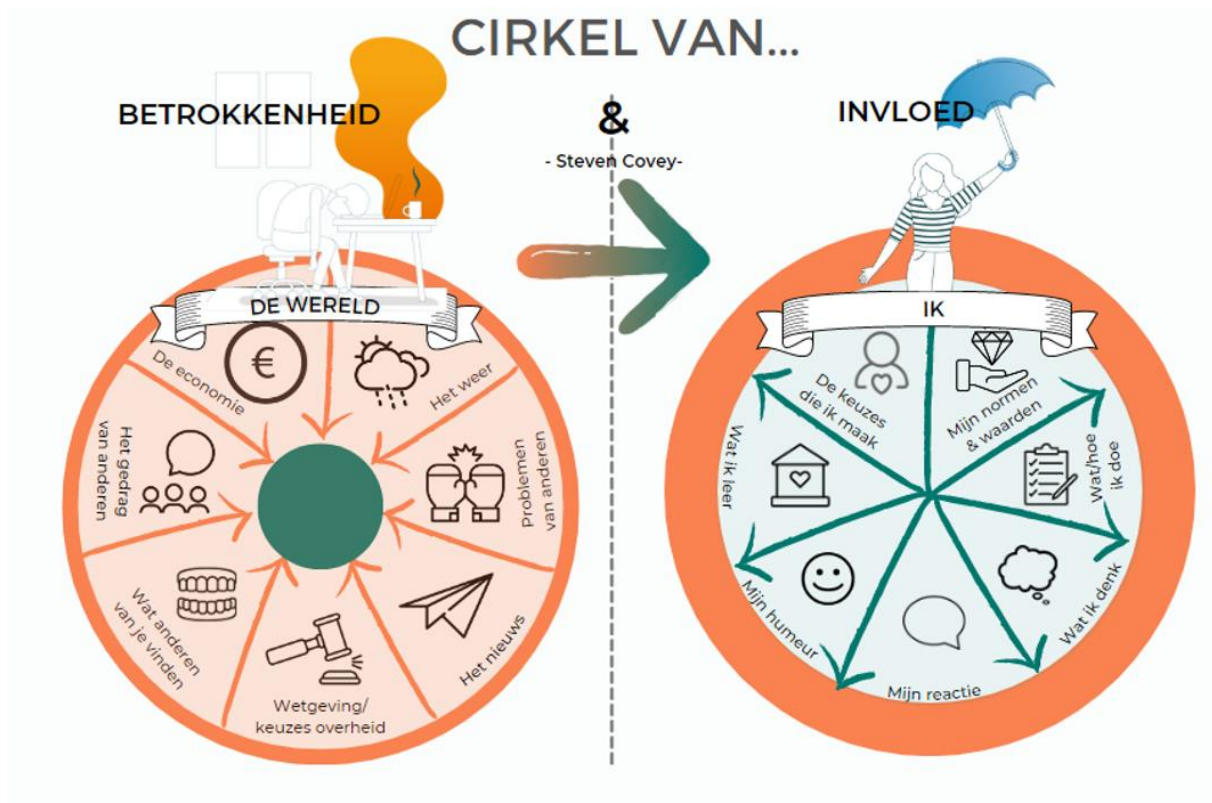 CIRKEL VAN...
BETROKKENHEID
&
INVLOED
- Steven Covey-
DE WERELD
De economie
Het weer
Het gedrag
van anderen
Problemen
van anderen
Wat anderen
van je vinden
Het nieuws
Wetgeving/
keuzes overheid
€
IK
De keuzes
die ik maak
Mijn normen
& waarden
Wat ik leer
Wat/hoe
ik doe
Mijn humeur
Wat ik denk
Mijn reactie